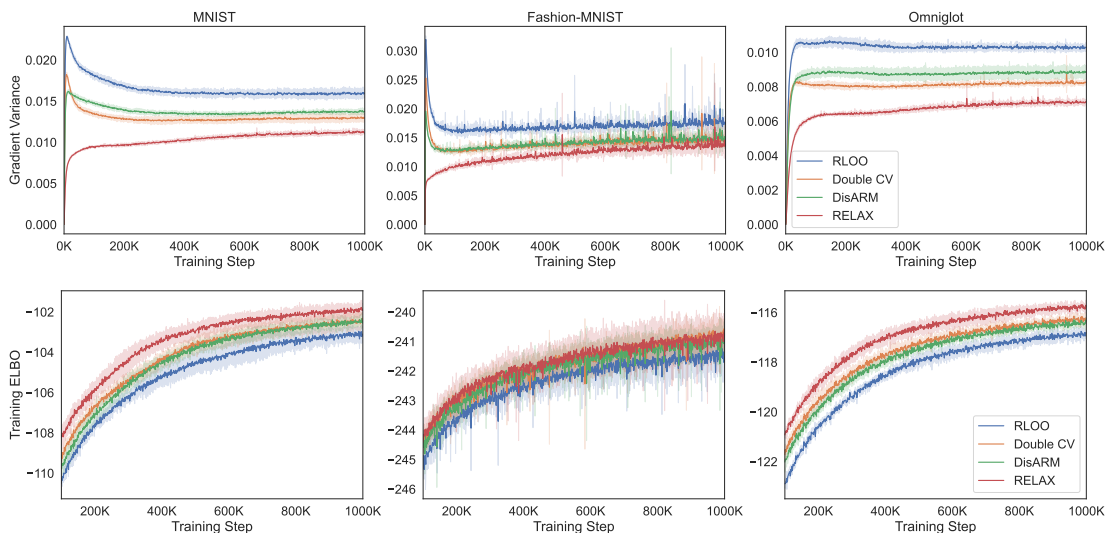 MNIST
Fashion-MNIST
Omniglot
Gradient Variance
0.020
0.015
0.010
0.005
0.000
0K 200K 400K 600K 800K 1000K
Training Step
0.030
0.025
0.020
0.015
0.010
0.005
0.000
0K 200K 400K 600K 800K 1000K
Training Step
0.010
0.008
0.006
0.004
0.002
0.000
RLOO
Double CV
DisARM
RELAX
0K 200K 400K 600K 800K 1000K
Training Step
Training ELBO
−102
−104
−106
−108
−110
200K 400K 600K 800K 1000K
Training Step
−240
−241
−242
−243
−244
−245
−246
200K 400K 600K 800K 1000K
Training Step
−116
−118
−120
−122
RLOO
Double CV
DisARM
RELAX
200K 400K 600K 800K 1000K
Training Step